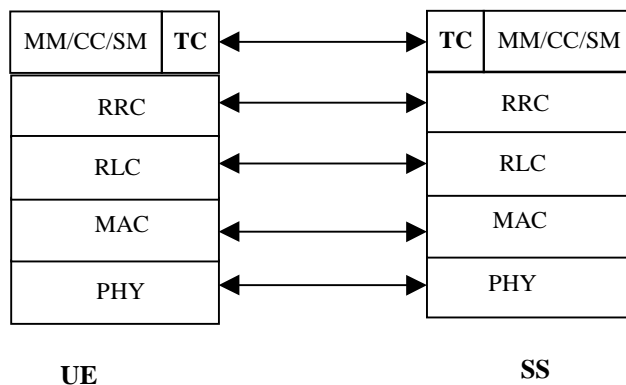 MM/CC/SM TC TC MM/CC/SM
RRC RRC
RLC RLC
MAC MAC
PHY PHY
UE SS